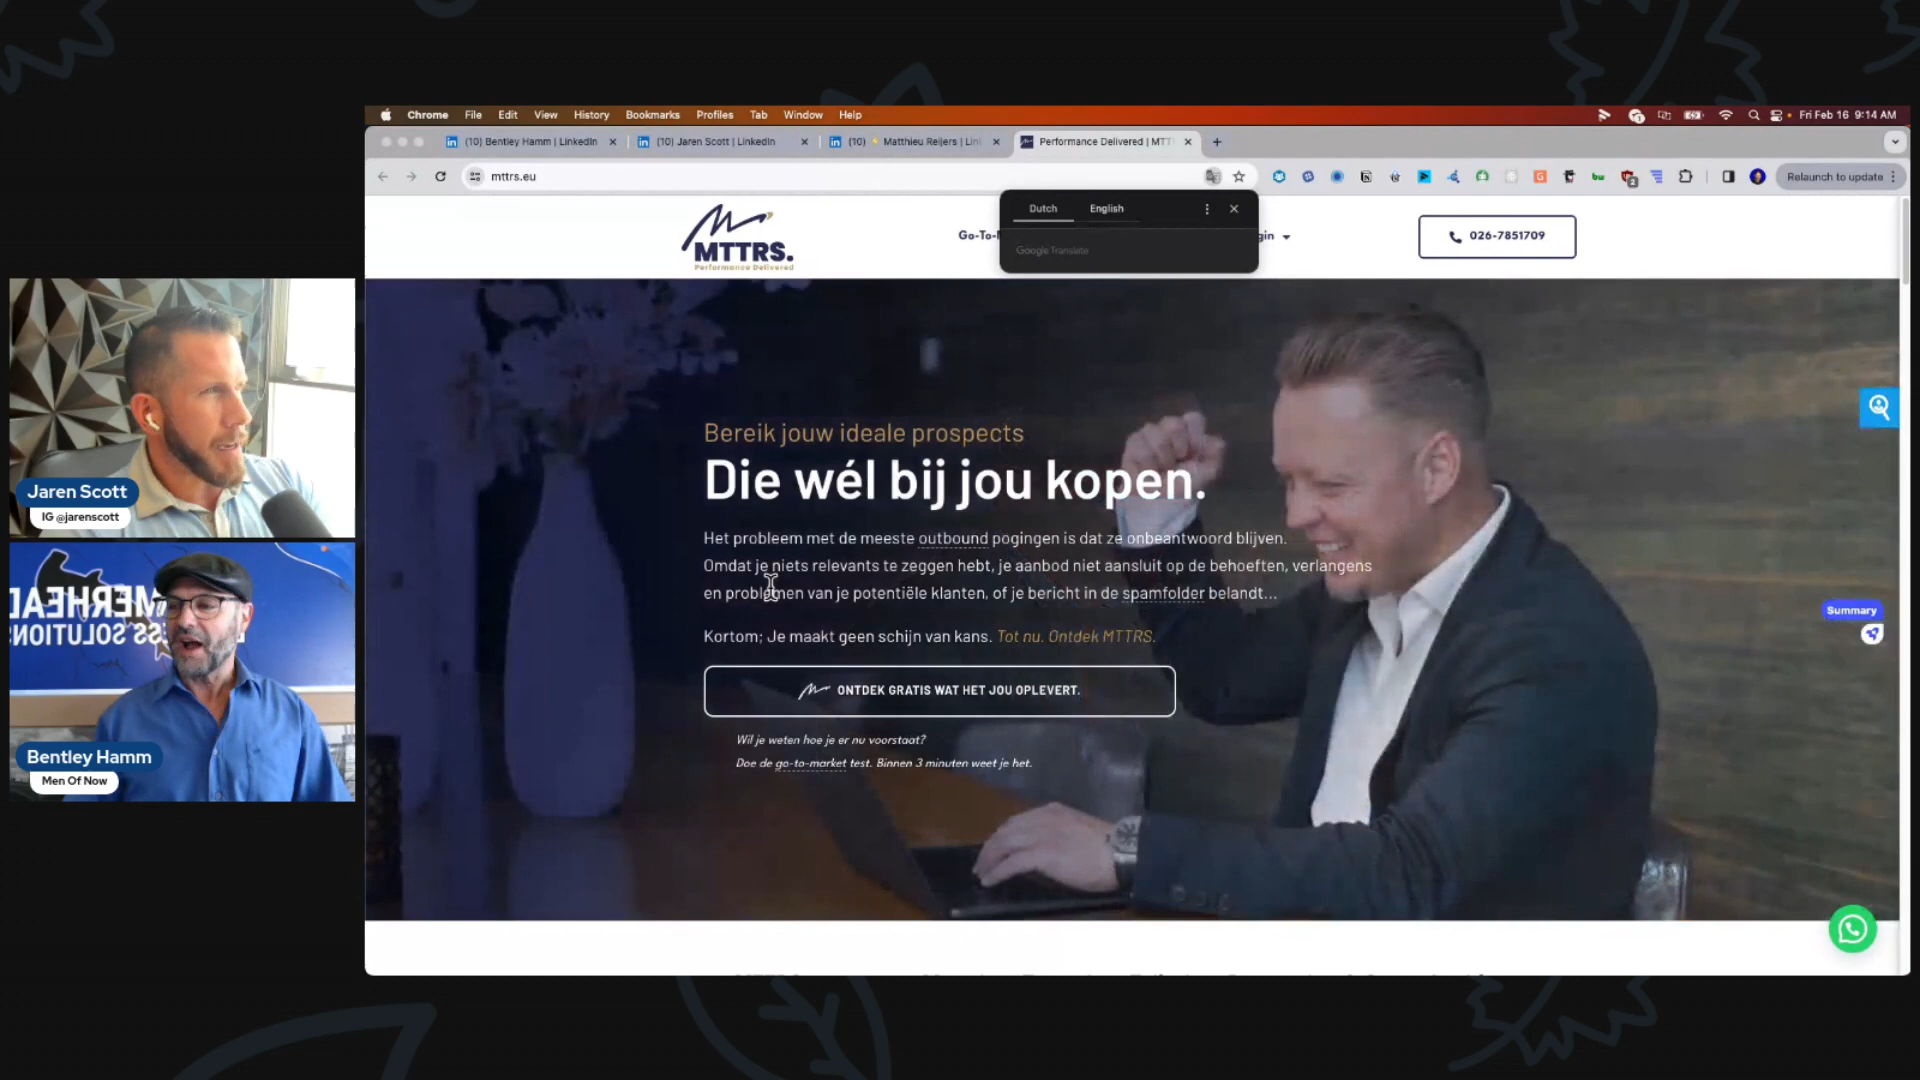 Chrome File Edit View History Bookmarks Profiles Tab Window Help
Fri Feb 16 9:14 AM
(10) Bentley Hamm | LinkedIn
(10) Jaren Scott | LinkedIn
(10) Matthieu Reijers | Lin
Performance Delivered | MTT
mttrs.eu
Relaunch to update
Dutch English
Google Translate
MTTRS.
Performance Delivered
Go-To-
gin
026-7851709
Bereik jouw ideale prospects
Die wél bij jou kopen.
Het probleem met de meeste outbound pogingen is dat ze onbeantwoord blijven.
Omdat je niets relevants te zeggen hebt, je aanbod niet aansluit op de behoeften, verlangens
en problemen van je potentiële klanten, of je bericht in de spamfolder belandt...
Kortom; Je maakt geen schijn van kans. Tot nu. Ontdek MTTRS.
ONTDEK GRATIS WAT HET JOU OPLEVERT.
Wil je weten hoe je er nu voorstaat?
Doe de go-to-market test. Binnen 3 minuten weet je het.
Summary
Jaren Scott
IG @jarenscott
Bentley Hamm
Men Of Now